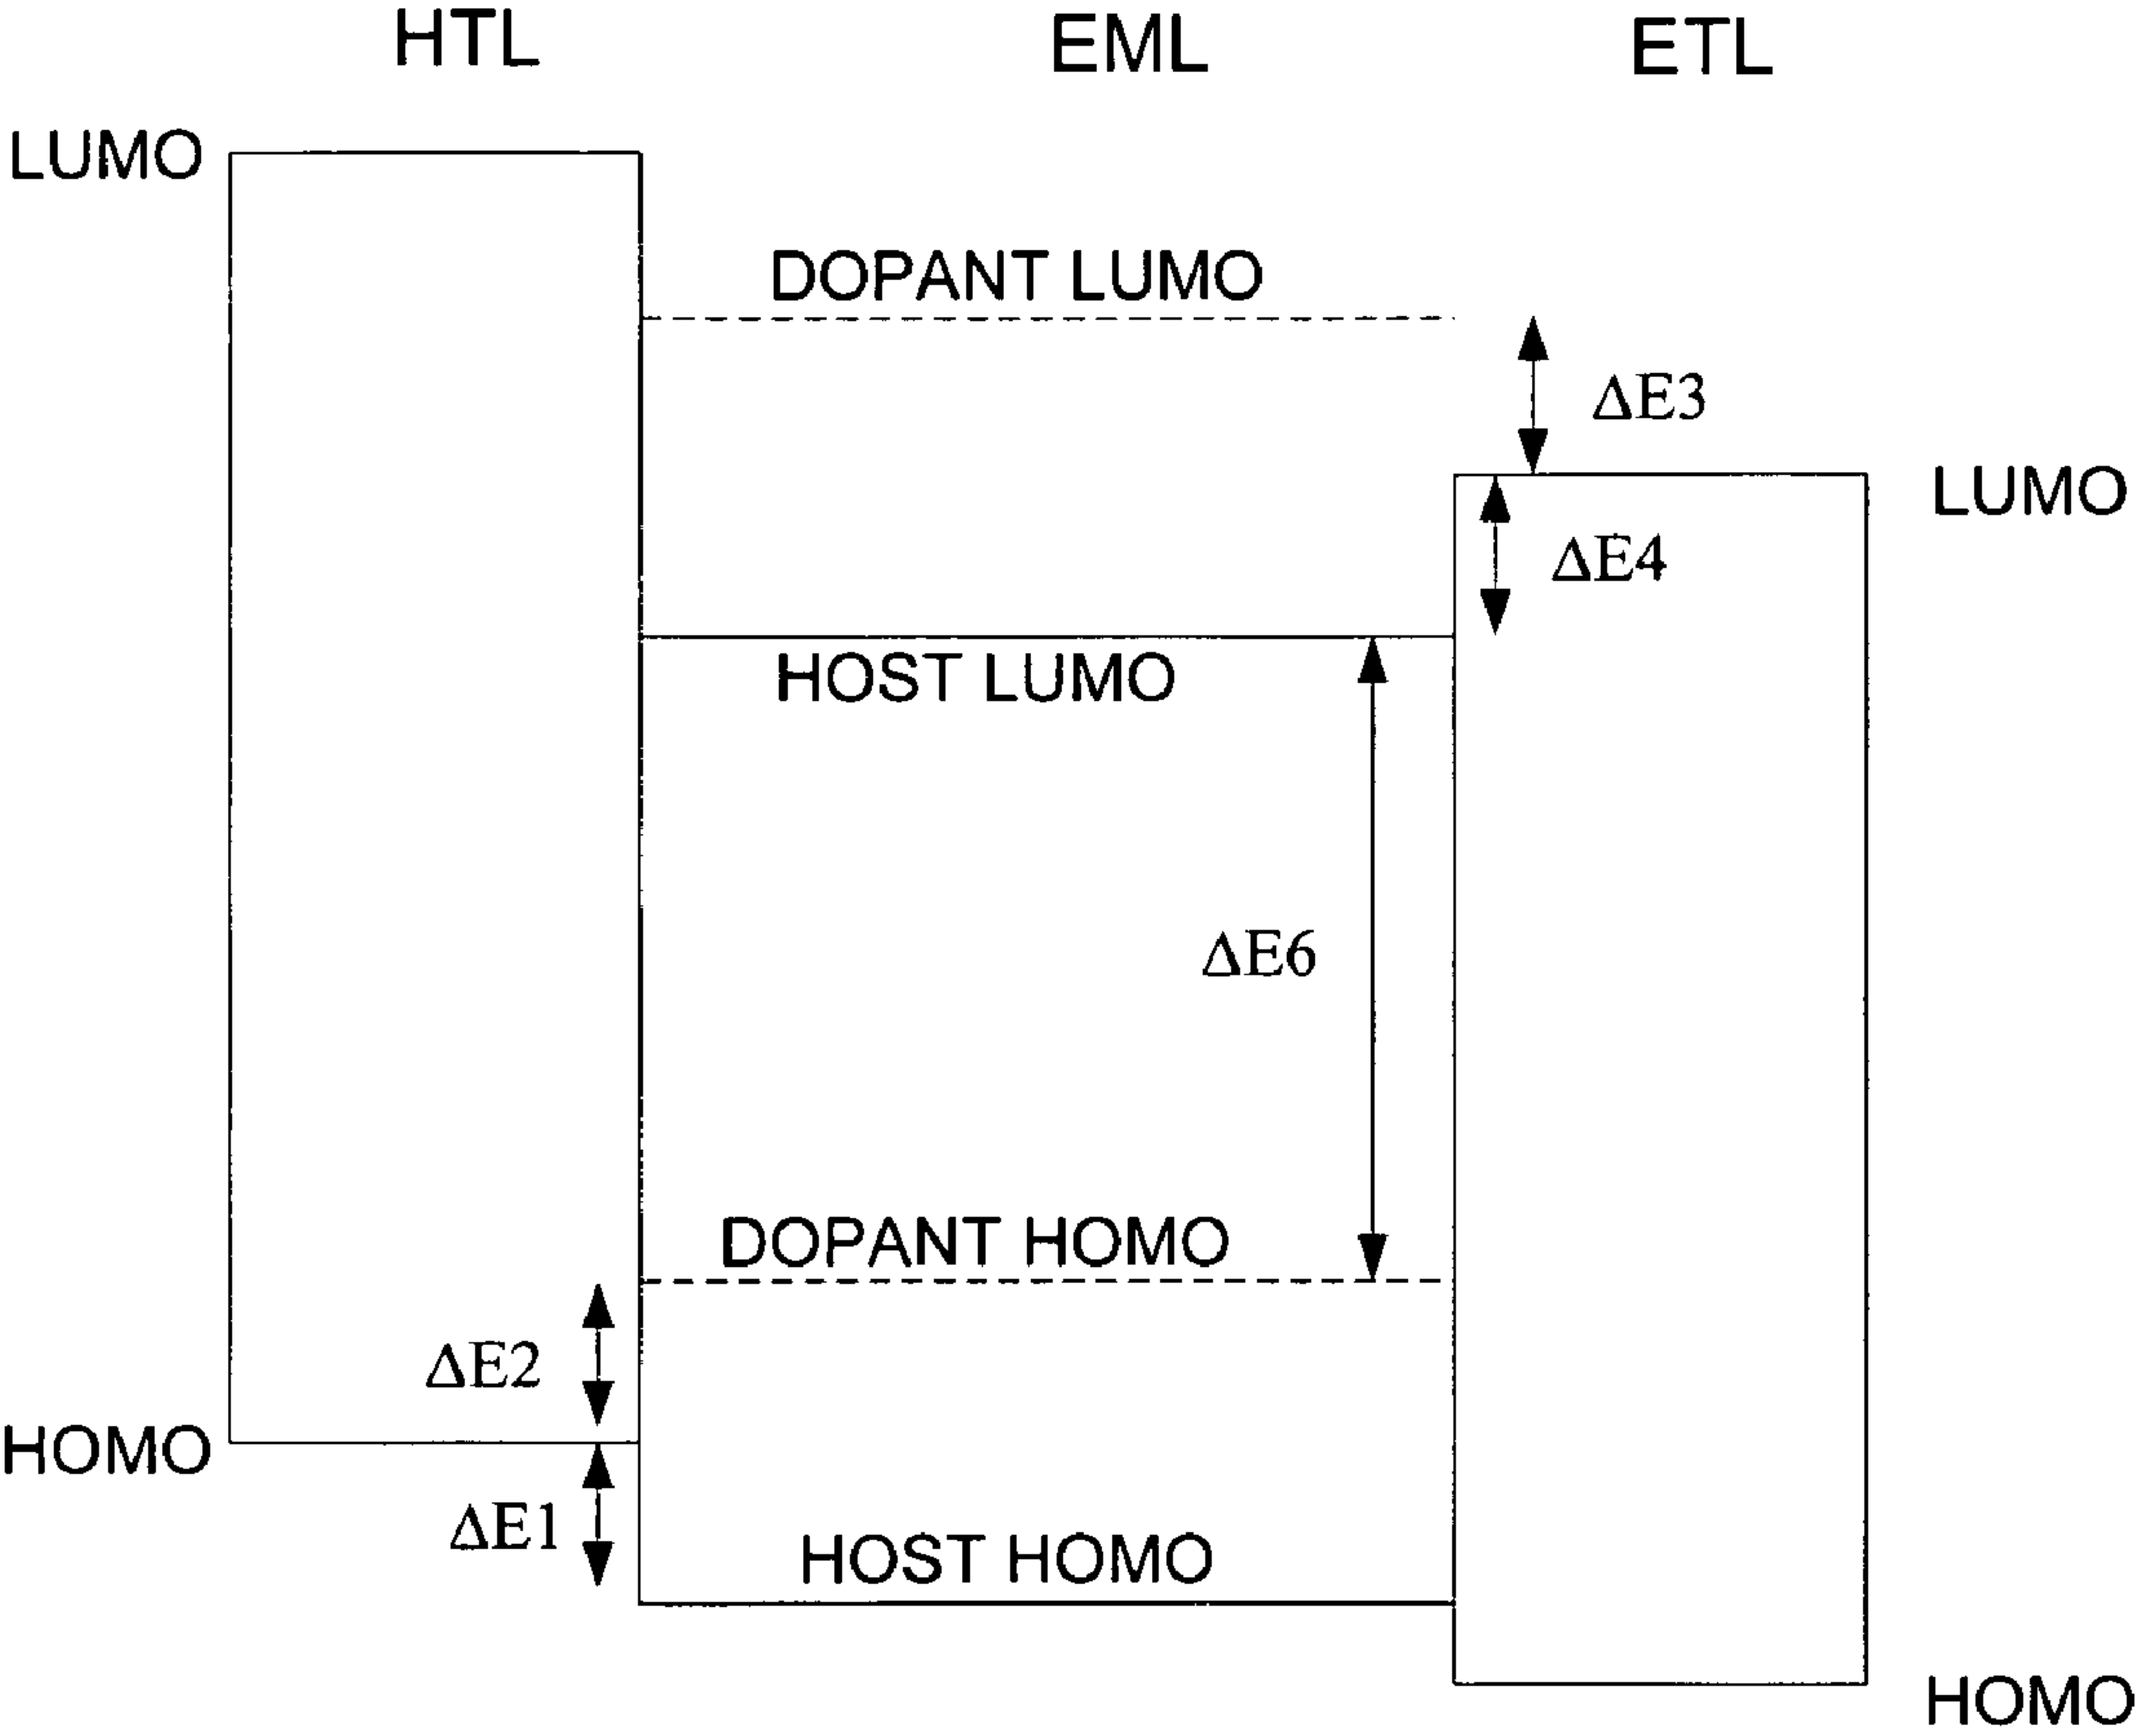 HTL EML ETL
LUMO
DOPANT LUMO
ΔE3
LUMO
ΔE4
HOST LUMO
ΔE6
DOPANT HOMO
ΔE2
HOMO
ΔE1
HOST HOMO
HOMO